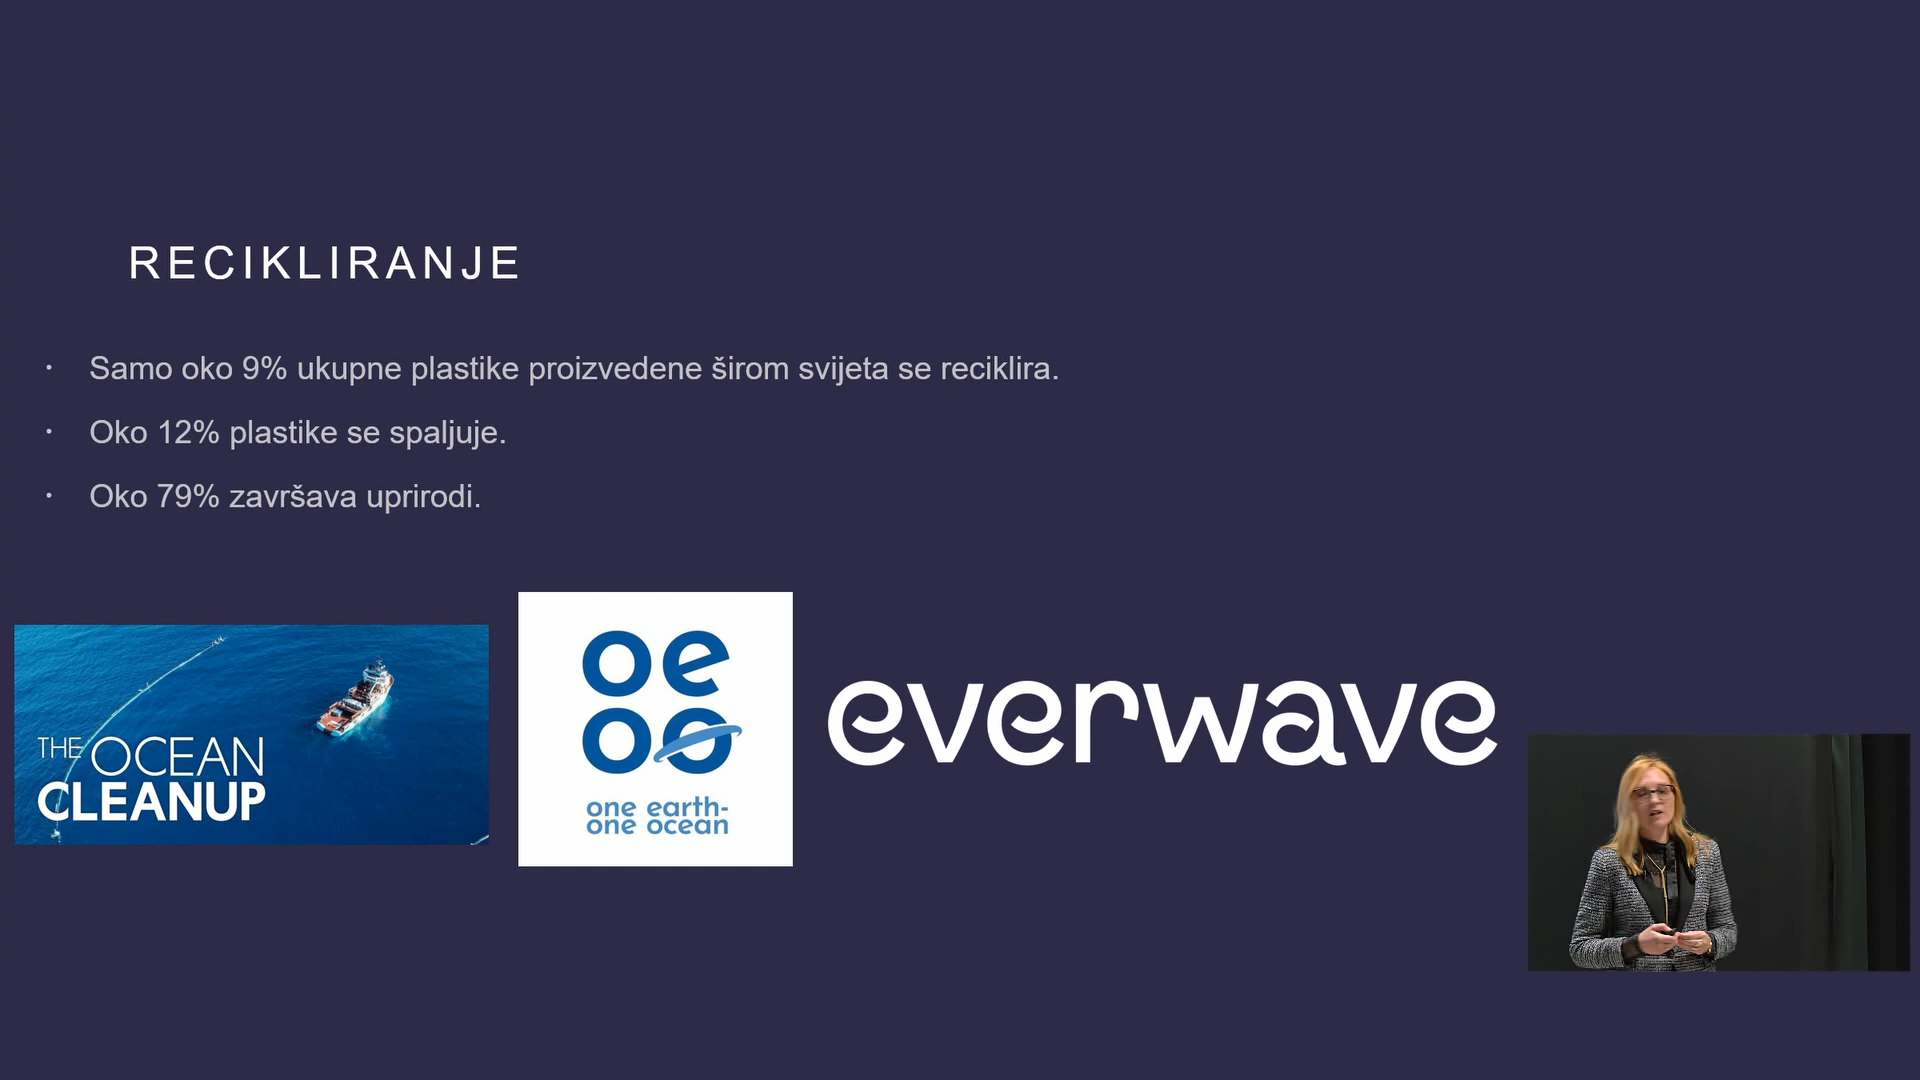 RECIKLIRANJE
· Samo oko 9% ukupne plastike proizvedene širom svijeta se reciklira.
· Oko 12% plastike se spaljuje.
· Oko 79% završava uprirodi.
THE OCEAN
CLEANUP
oe
oo
one earth-
one ocean
everwave